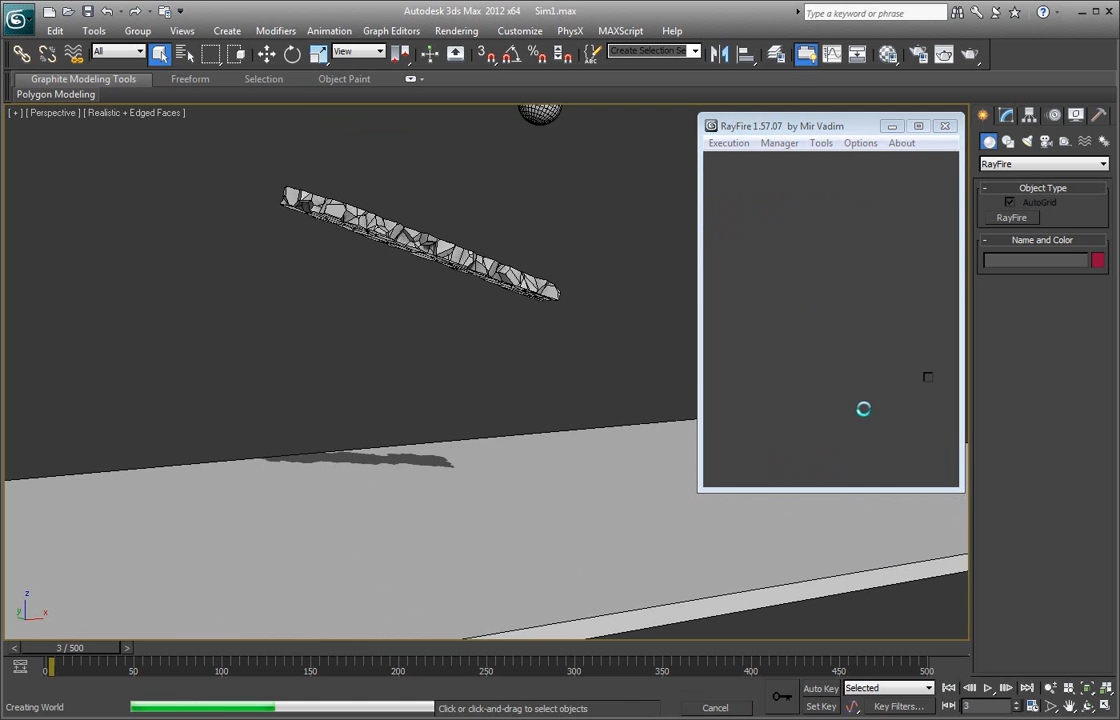 Autodesk 3ds Max 2012 x64 Sim1.max
Type a keyword or phrase
Edit Tools Group Views Create Modifiers Animation Graph Editors Rendering Customize PhysX MAXScript Help
All View Create Selection Se
Graphite Modeling Tools Freeform Selection Object Paint
Polygon Modeling
[ + ] [ Perspective ] [ Realistic + Edged Faces ]
RayFire 1.57.07 by Mir Vadim
Execution Manager Tools Options About
RayFire
Object Type
AutoGrid
RayFire
Name and Color
z
y x
3 / 500
0 50 100 150 200 250 300 350 400 450 500
Creating World
Click or click-and-drag to select objects
Cancel
Auto Key Selected
Set Key Key Filters... 3